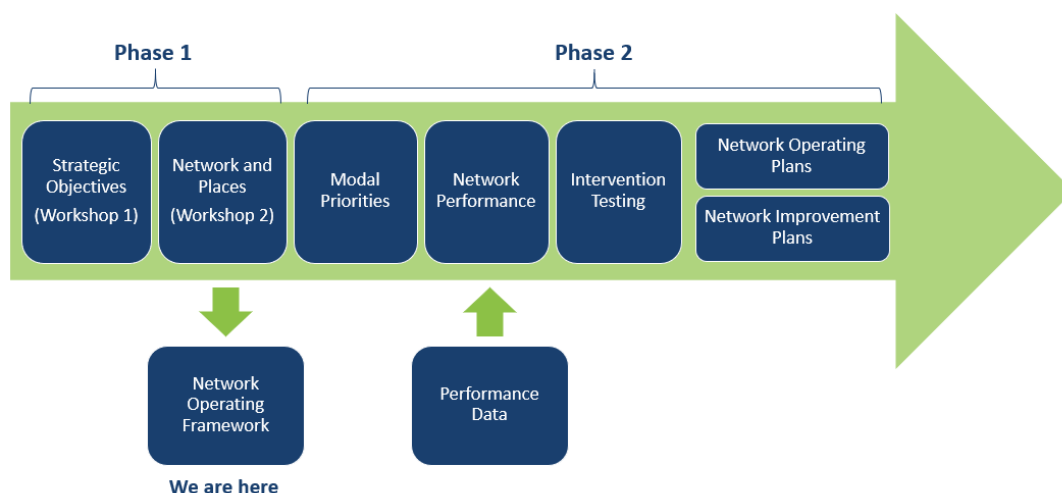 Phase 1
Phase 2
Strategic
Objectives
(Workshop 1)
Network and
Places
(Workshop 2)
Modal
Priorities
Network
Performance
Intervention
Testing
Network Operating
Plans
Network Improvement
Plans
Network
Operating
Framework
Performance
Data
We are here